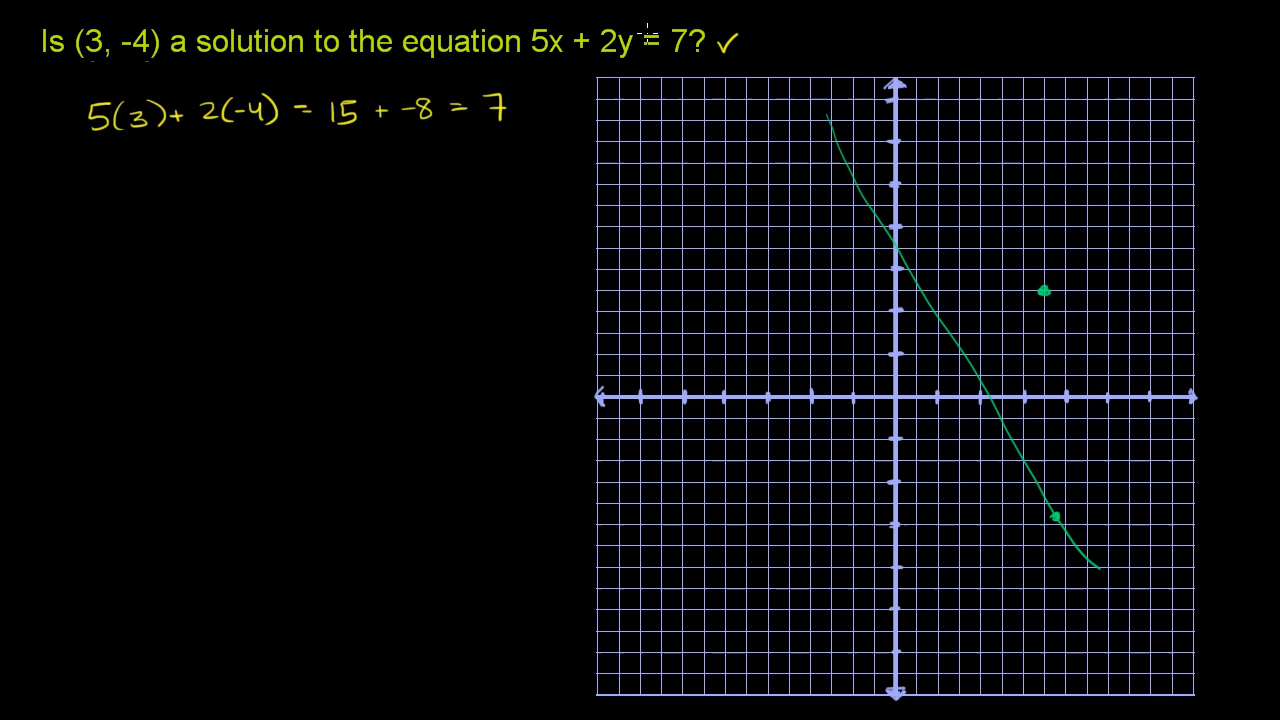 Is (3, -4) a solution to the equation 5x + 2y = 7? ✓
5(3) + 2(-4) = 15 + -8 = 7